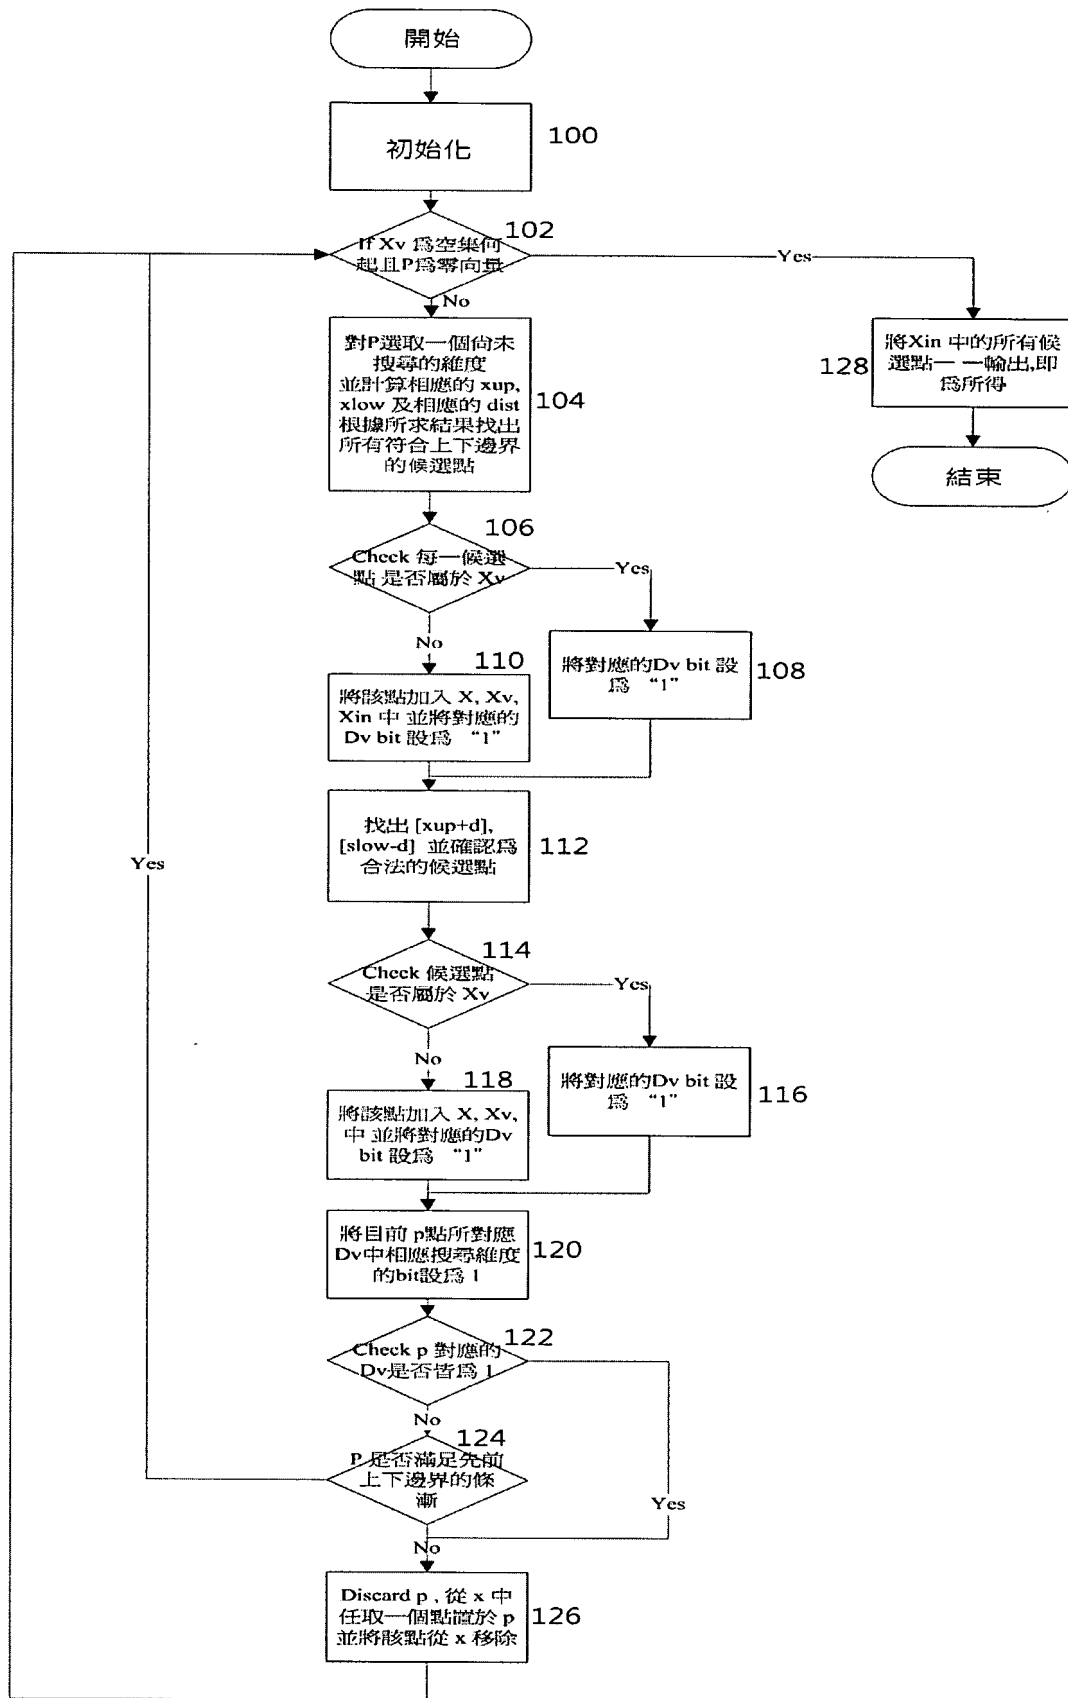 開始
初始化
100
102
If Xv 為空集何
起且P為零向量
Yes
No
對P選取一個尚未
搜尋的維度
並計算相應的 xup,
xlow 及相應的 dist
根據所求結果找出
所有符合上下邊界
的候選點
104
將Xin 中的所有候
選點一 一輸出,即
為所得
128
結束
106
Check 每一候選
點 是否屬於 Xv
Yes
No
將對應的Dv bit 設
為 “1”
108
110
將該點加入 X, Xv,
Xin 中 並將對應的
Dv bit 設為 “1”
找出 [xup+d],
[slow-d] 並確認為
合法的候選點
112
Yes
114
Check 候選點
是否屬於 Xv
Yes
No
將對應的Dv bit 設
為 “1”
116
118
將該點加入 X, Xv,
中 並將對應的Dv
bit 設為 “1”
將目前 p點所對應
Dv中相應搜尋維度
的bit設為 1
120
122
Check p 對應的
Dv是否皆為 1
No
124
P 是否滿足先前
上下邊界的條
漸
Yes
No
Discard p , 從 x 中
任取一個點置於 p
並將該點從 x 移除
126